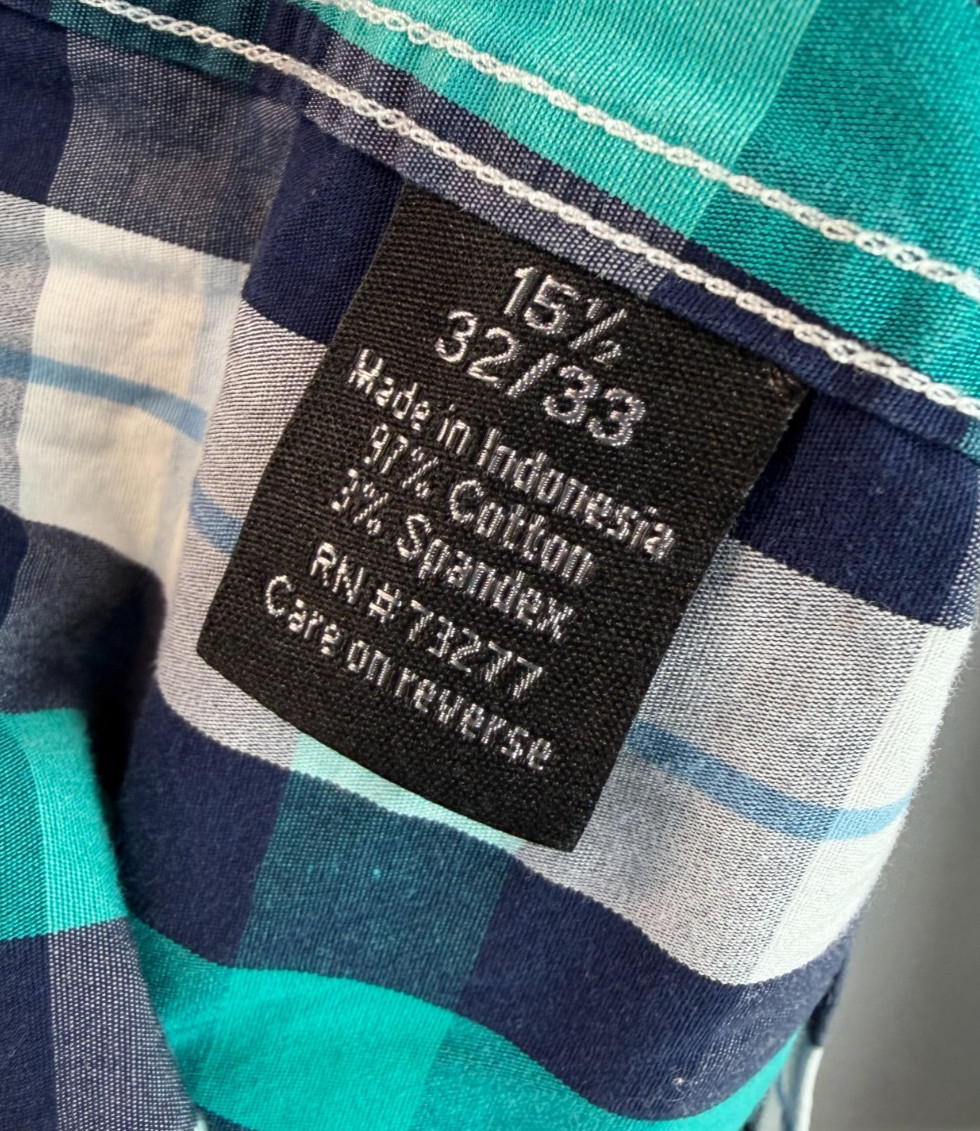 15½
32/33
Made in Indonesia
97% Cotton
3% Spandex
RN # 73277
Care on reverse